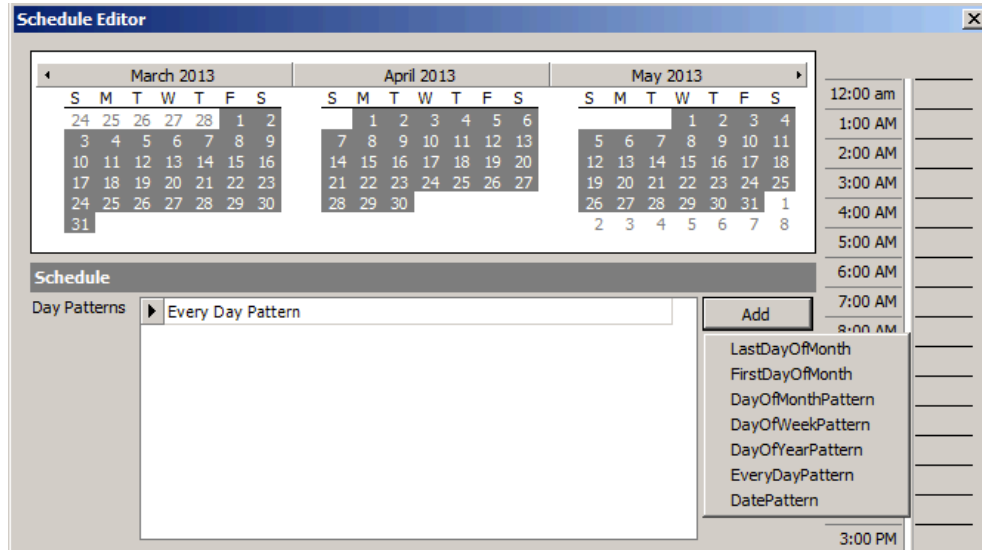 Schedule Editor
March 2013 April 2013 May 2013
S M T W T F S S M T W T F S S M T W T F S
24 25 26 27 28 1 2 1 2 3 4 5 6 1 2 3 4
3 4 5 6 7 8 9 7 8 9 10 11 12 13 5 6 7 8 9 10 11
10 11 12 13 14 15 16 14 15 16 17 18 19 20 12 13 14 15 16 17 18
17 18 19 20 21 22 23 21 22 23 24 25 26 27 19 20 21 22 23 24 25
24 25 26 27 28 29 30 28 29 30 26 27 28 29 30 31 1
31 2 3 4 5 6 7 8
Schedule
Day Patterns
Every Day Pattern
Add
LastDayOfMonth
FirstDayOfMonth
DayOfMonthPattern
DayOfWeekPattern
DayOfYearPattern
EveryDayPattern
DatePattern
12:00 am
1:00 AM
2:00 AM
3:00 AM
4:00 AM
5:00 AM
6:00 AM
7:00 AM
8:00 AM
3:00 PM